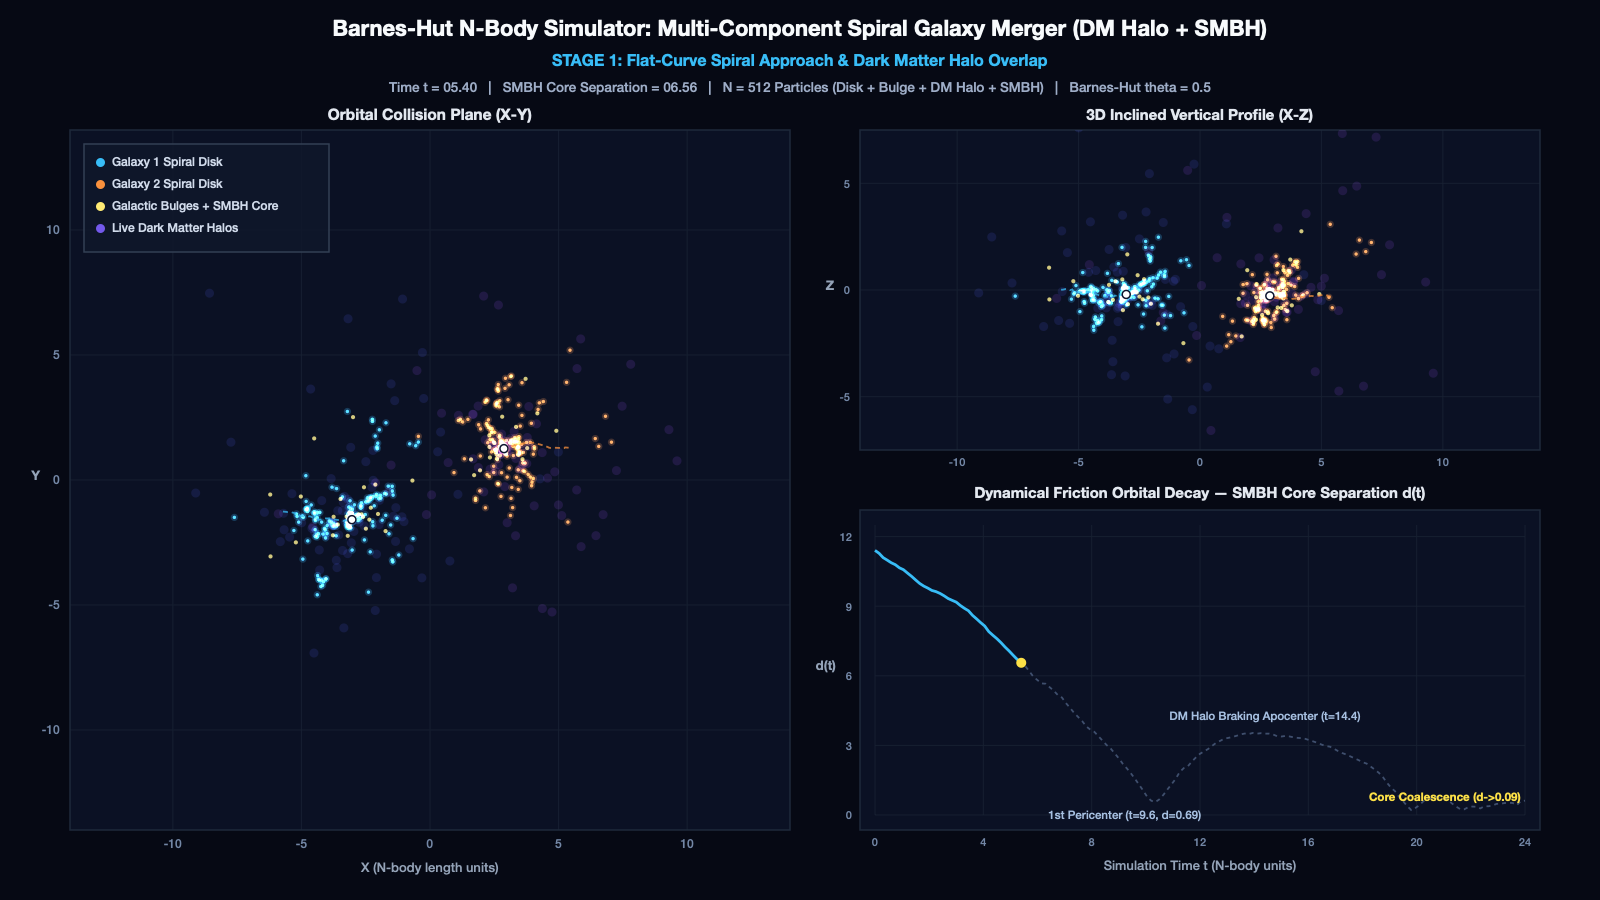 Barnes-Hut N-Body Simulator: Multi-Component Spiral Galaxy Merger (DM Halo + SMBH)
STAGE 1: Flat-Curve Spiral Approach & Dark Matter Halo Overlap
Time t = 05.40 | SMBH Core Separation = 06.56 | N = 512 Particles (Disk + Bulge + DM Halo + SMBH) | Barnes-Hut theta = 0.5
Orbital Collision Plane (X-Y)
Galaxy 1 Spiral Disk
Galaxy 2 Spiral Disk
Galactic Bulges + SMBH Core
Live Dark Matter Halos
10
5
0
-5
-10
Y
-10 -5 0 5 10
X (N-body length units)
3D Inclined Vertical Profile (X-Z)
5
0
-5
Z
-10 -5 0 5 10
Dynamical Friction Orbital Decay — SMBH Core Separation d(t)
12
9
6
3
0
d(t)
DM Halo Braking Apocenter (t=14.4)
Core Coalescence (d->0.09)
1st Pericenter (t=9.6, d=0.69)
0 4 8 12 16 20 24
Simulation Time t (N-body units)